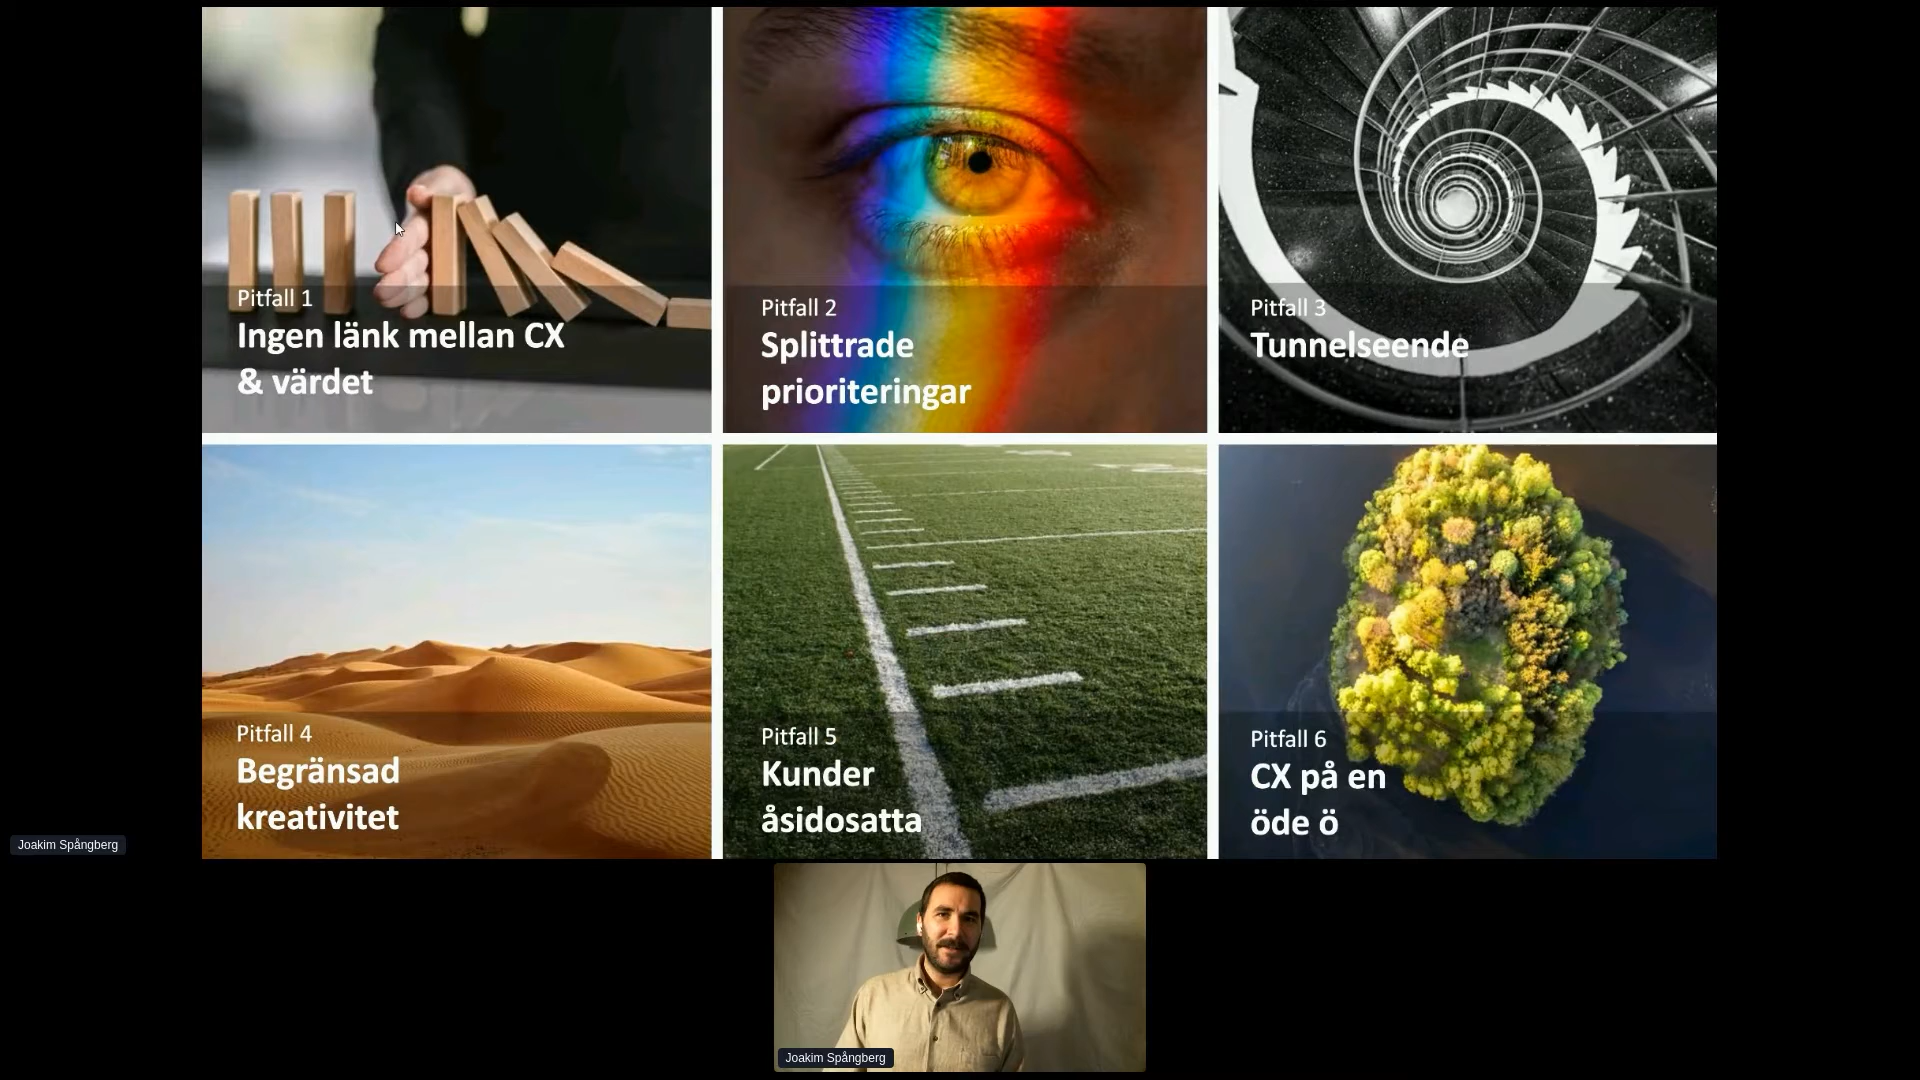 Pitfall 1
Ingen länk mellan CX
& värdet
Pitfall 2
Splittrade
prioriteringar
Pitfall 3
Tunnelseende
Pitfall 4
Begränsad
kreativitet
Pitfall 5
Kunder
åsidosatta
Pitfall 6
CX på en
öde ö
Joakim Spångberg
Joakim Spångberg